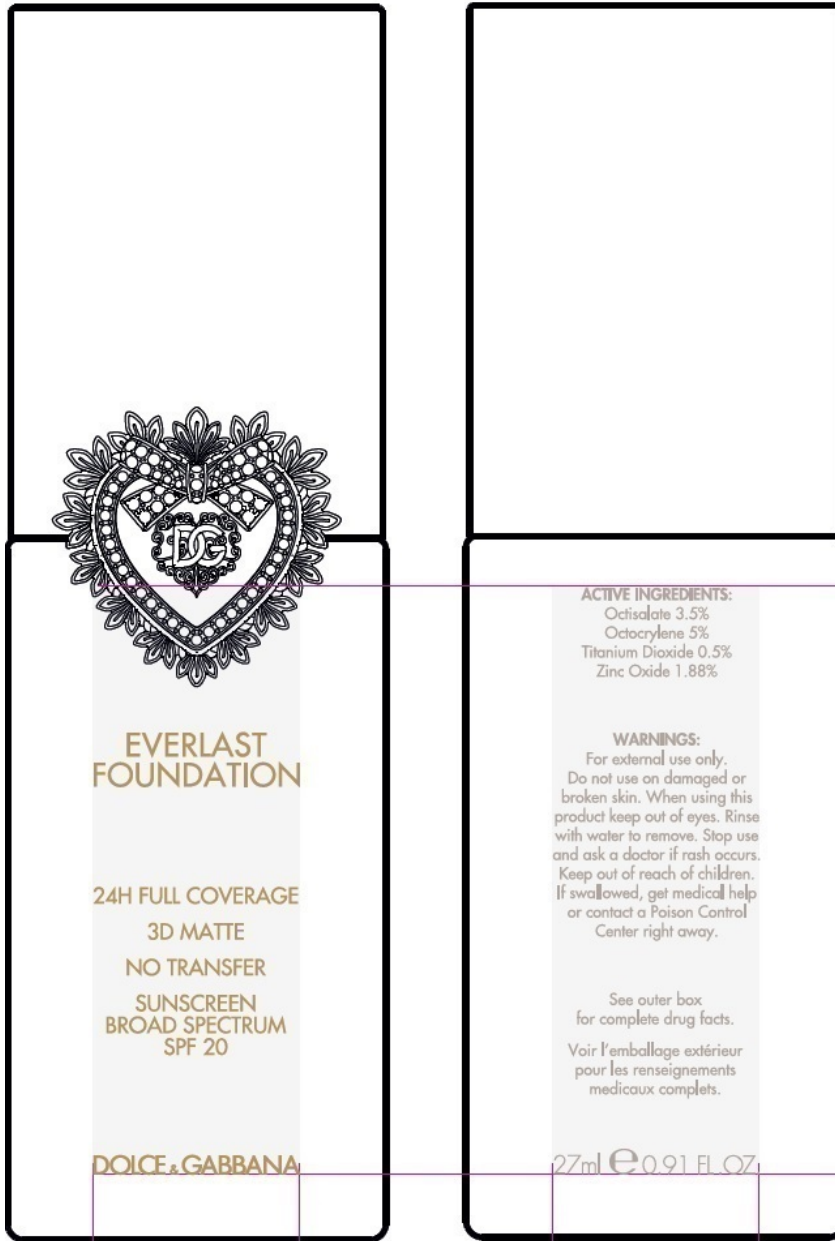 DG
EVERLAST
FOUNDATION
24H FULL COVERAGE
3D MATTE
NO TRANSFER
SUNSCREEN
BROAD SPECTRUM
SPF 20
DOLCE & GABBANA
ACTIVE INGREDIENTS:
Octisalate 3.5%
Octocrylene 5%
Titanium Dioxide 0.5%
Zinc Oxide 1.88%
WARNINGS:
For external use only.
Do not use on damaged or
broken skin. When using this
product keep out of eyes. Rinse
with water to remove. Stop use
and ask a doctor if rash occurs.
Keep out of reach of children.
If swallowed, get medical help
or contact a Poison Control
Center right away.
See outer box
for complete drug facts.
Voir l'emballage extérieur
pour les renseignements
medicaux complets.
27ml ℮ 0.91 FL.OZ.